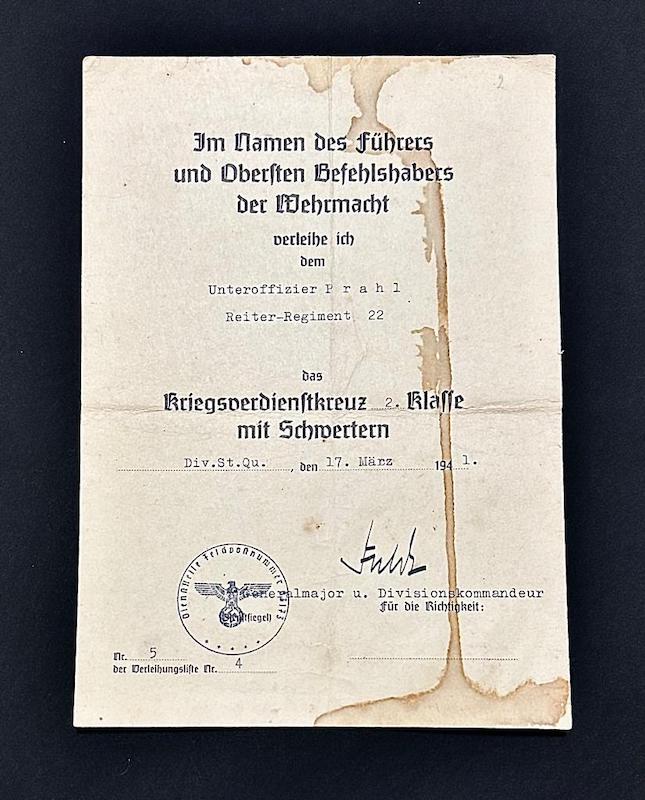 2
Im Namen des Führers
und Obersten Befehlshabers
der Wehrmacht
verleihe ich
dem
Unteroffizier P r a h l
Reiter-Regiment 22
das
Kriegsverdienstkreuz 2. Klasse
mit Schwertern
Div.St.Qu. , den 17. März 1941.
Dienststelle Feldpostnummer
(Dienstsiegel)
Generalmajor u. Divisionskommandeur
Für die Richtigkeit:
Nr. 5
der Verleihungsliste Nr. 4